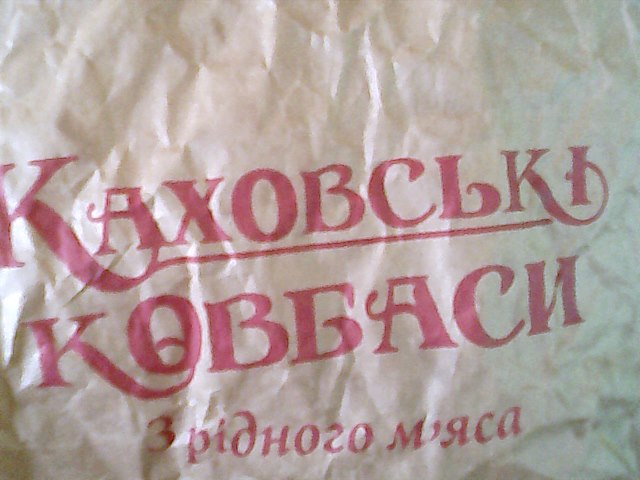 Каховські
ковбаси
З рідного м'яса